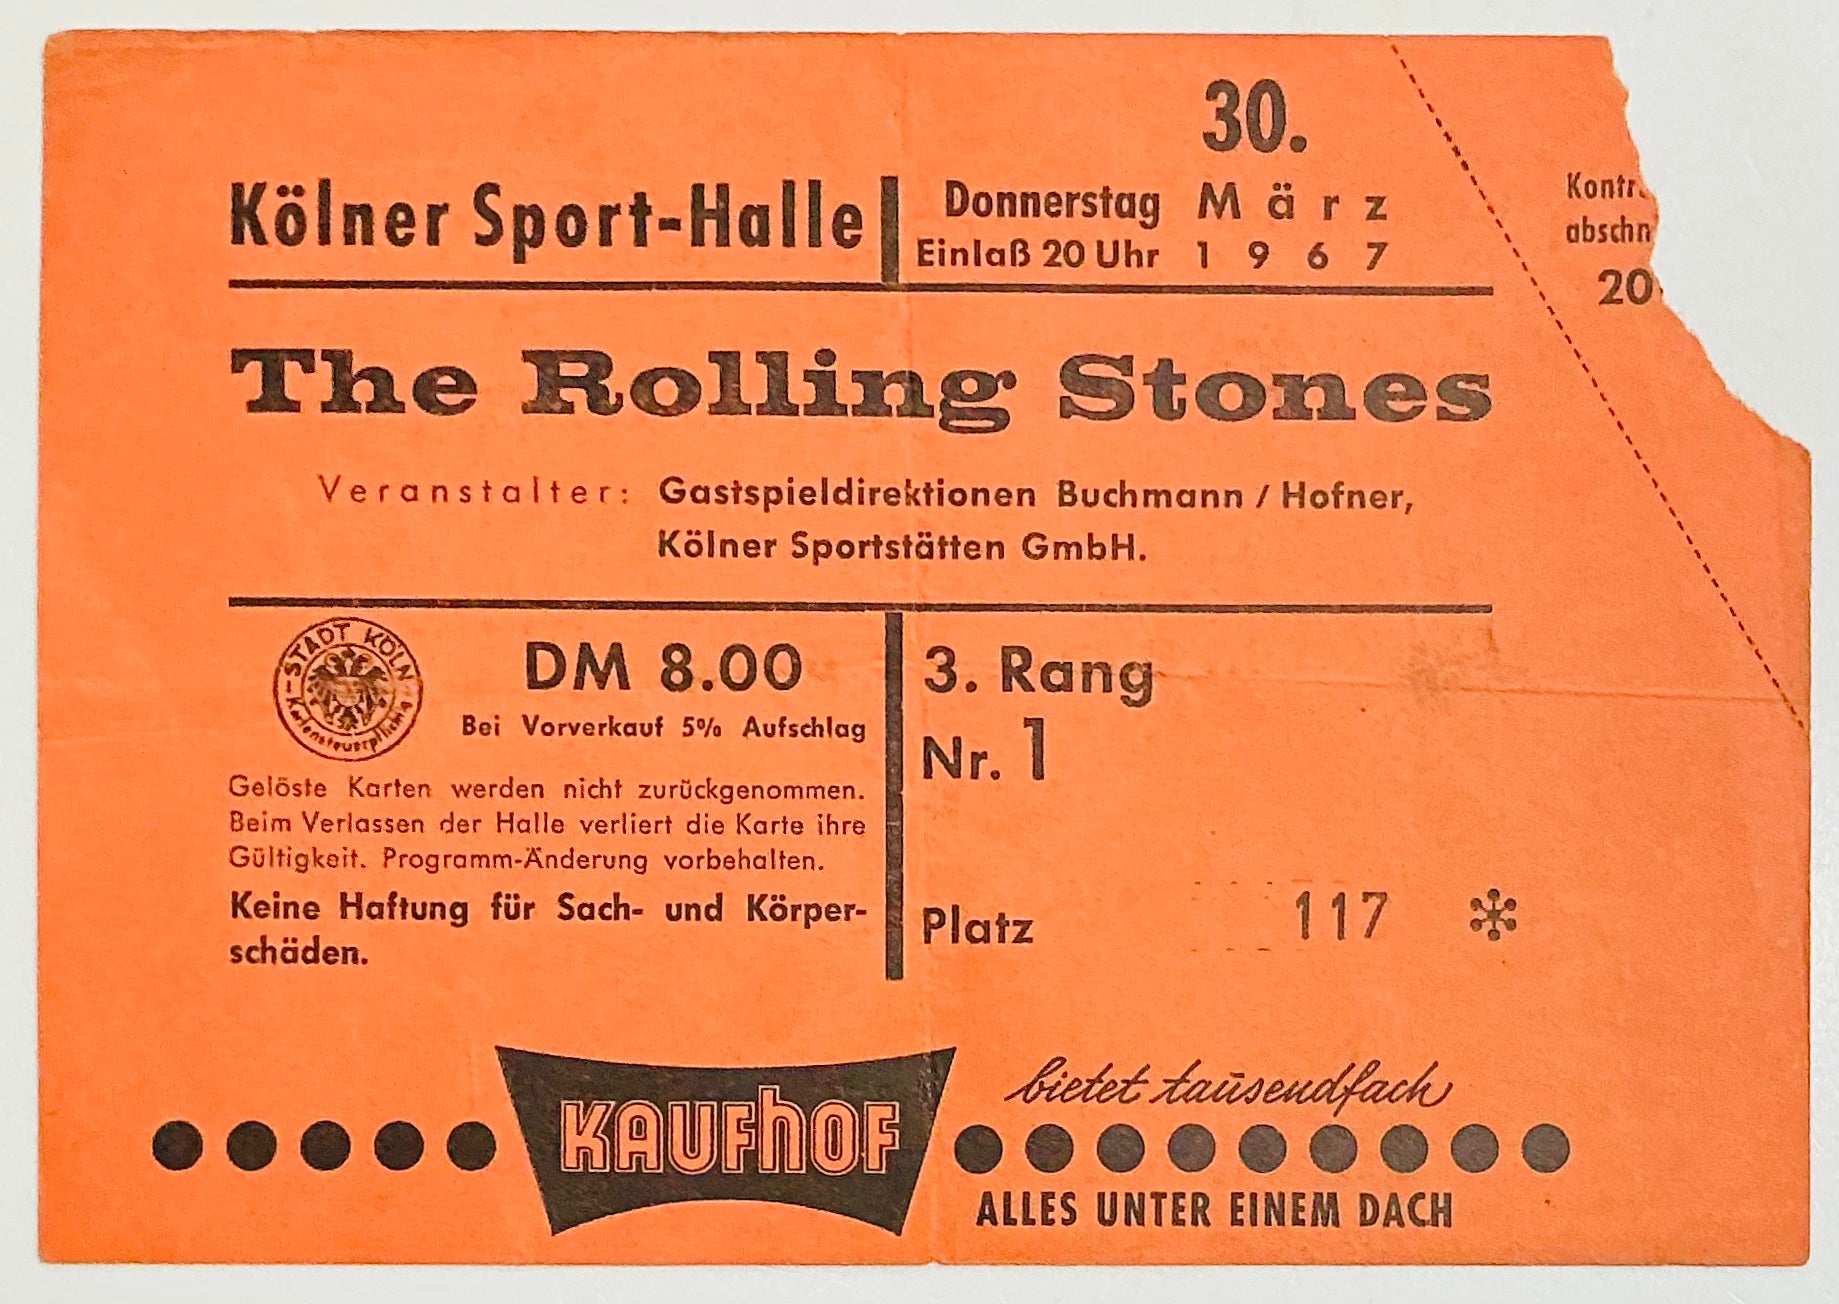 30.
Kölner Sport-Halle
Donnerstag März
Einlaß 20 Uhr 1967
Kontr
abschn
20
The Rolling Stones
Veranstalter: Gastspieldirektionen Buchmann / Hofner,
Kölner Sportstätten GmbH.
STADT KÖLN
Kartensteuerpflichtig
DM 8.00
Bei Vorverkauf 5% Aufschlag
Gelöste Karten werden nicht zurückgenommen.
Beim Verlassen der Halle verliert die Karte ihre
Gültigkeit. Programm-Änderung vorbehalten.
Keine Haftung für Sach- und Körper-
schäden.
3. Rang
Nr. 1
Platz 117
KAUFHOF
bietet tausendfach
ALLES UNTER EINEM DACH